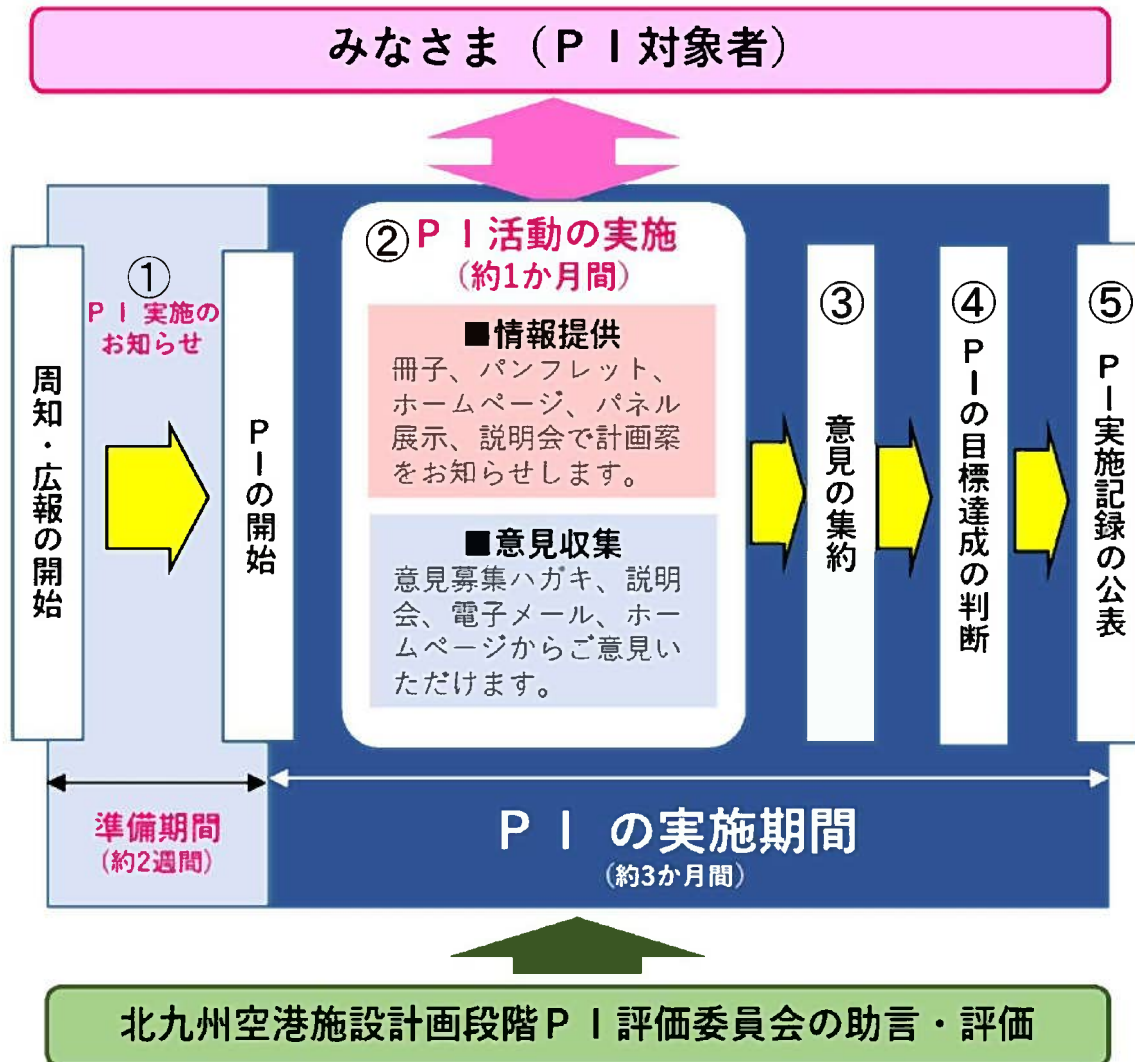 みなさま（ＰＩ対象者）
周知・広報の開始
①
ＰＩ実施の
お知らせ
ＰＩの開始
②ＰＩ活動の実施
(約1か月間)
■情報提供
冊子、パンフレット、
ホームページ、パネル
展示、説明会で計画案
をお知らせします。
■意見収集
意見募集ハガキ、説明
会、電子メール、ホー
ムページからご意見い
ただけます。
③
意見の集約
④
ＰＩの目標達成の判断
⑤
ＰＩ実施記録の公表
準備期間
(約2週間)
ＰＩの実施期間
(約3か月間)
北九州空港施設計画段階ＰＩ評価委員会の助言・評価